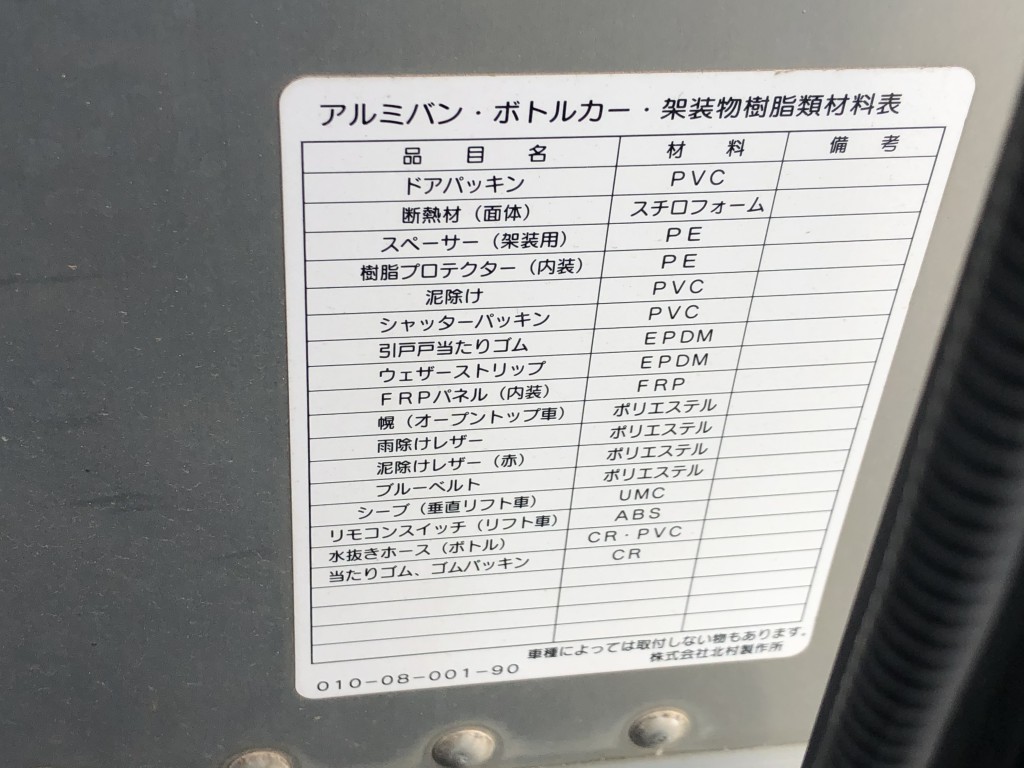 アルミバン・ボトルカー・架装物樹脂類材料表
品目名 材料 備考
ドアパッキン PVC
断熱材（面体） スチロフォーム
スペーサー（架装用） PE
樹脂プロテクター（内装） PE
泥除け PVC
シャッターパッキン PVC
引戸戸当たりゴム EPDM
ウェザーストリップ EPDM
FRPパネル（内装） FRP
幌（オープントップ車） ポリエステル
雨除けレザー ポリエステル
泥除けレザー（赤） ポリエステル
ブルーベルト ポリエステル
シーブ（垂直リフト車） UMC
リモコンスイッチ（リフト車） ABS
水抜きホース（ボトル） CR・PVC
当たりゴム、ゴムパッキン CR
車種によっては取付しない物もあります。
株式会社北村製作所
010-08-001-90